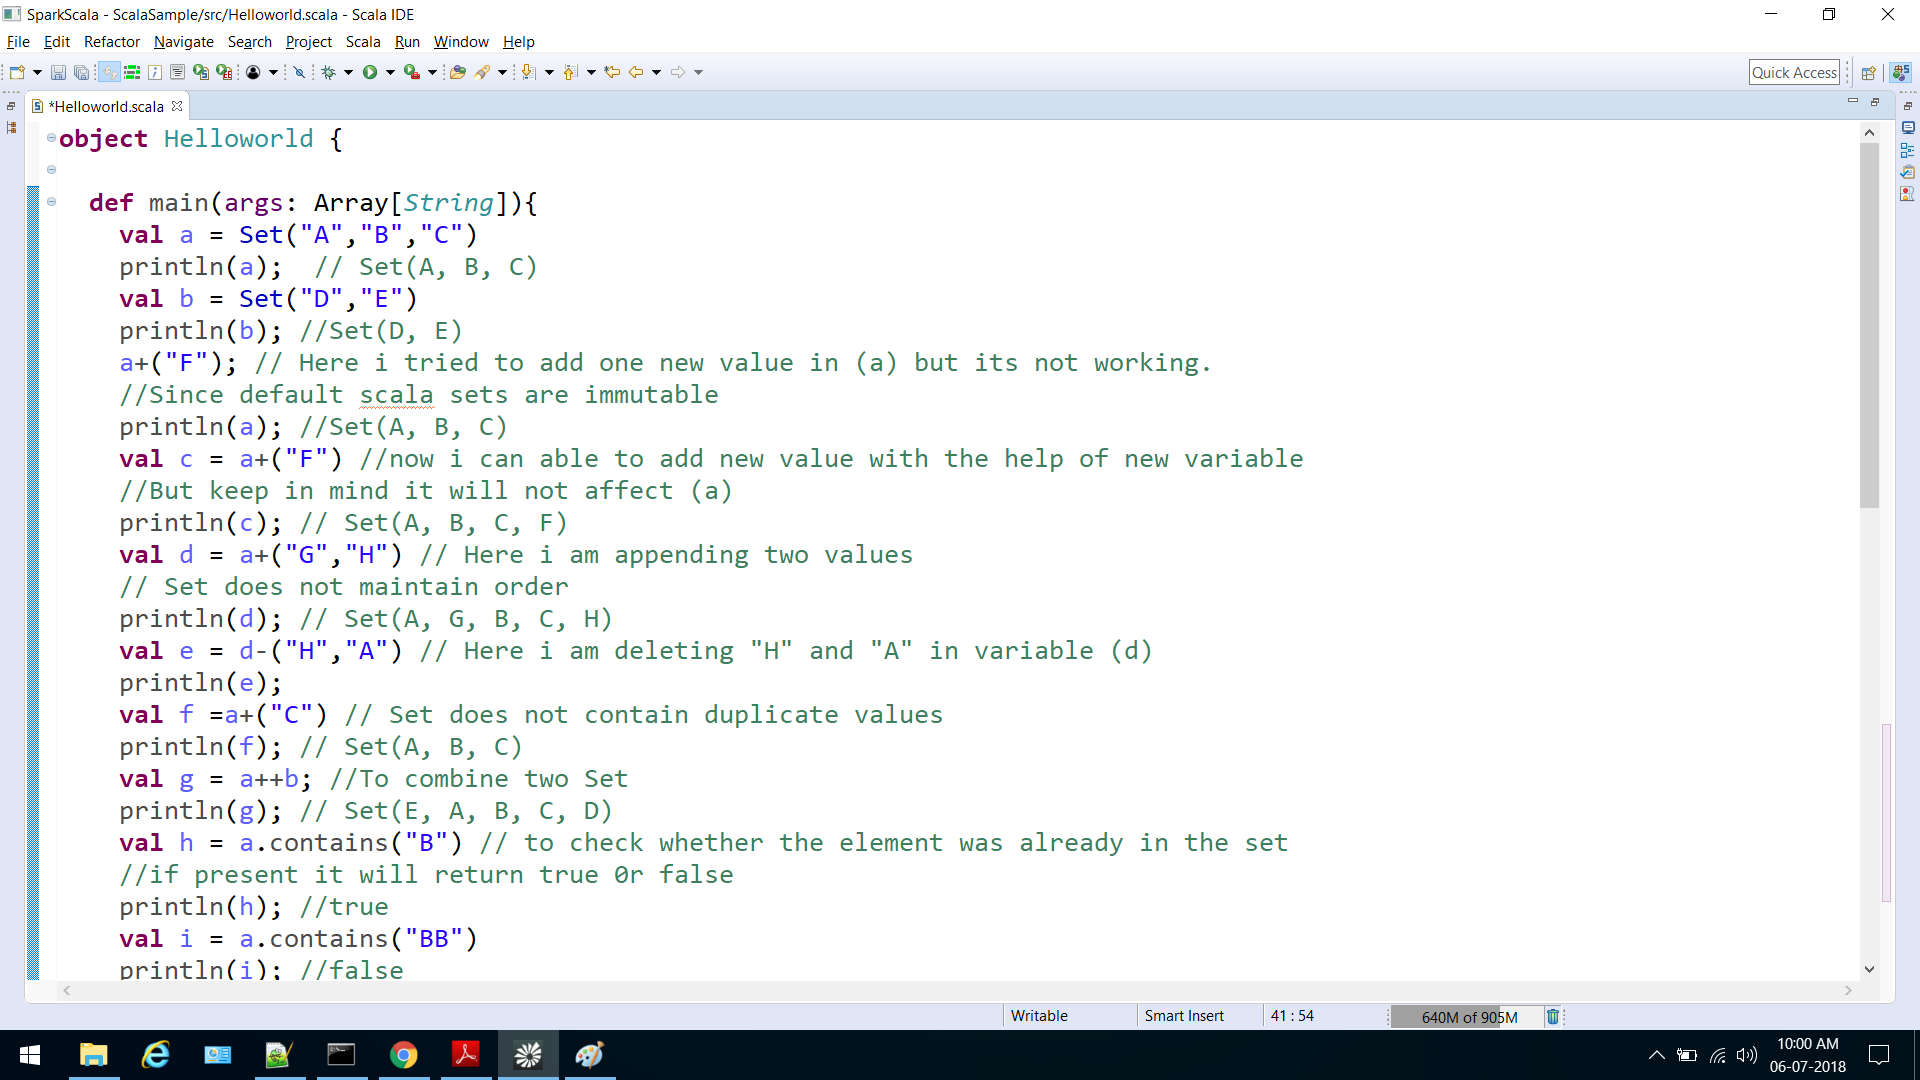 SparkScala - ScalaSample/src/Helloworld.scala - Scala IDE
File Edit Refactor Navigate Search Project Scala Run Window Help
Quick Access
*Helloworld.scala
object Helloworld {
def main(args: Array[String]){
val a = Set("A","B","C")
println(a);  // Set(A, B, C)
val b = Set("D","E")
println(b); //Set(D, E)
a+("F"); // Here i tried to add one new value in (a) but its not working.
//Since default scala sets are immutable
println(a); //Set(A, B, C)
val c = a+("F") //now i can able to add new value with the help of new variable
//But keep in mind it will not affect (a)
println(c); // Set(A, B, C, F)
val d = a+("G","H") // Here i am appending two values
// Set does not maintain order
println(d); // Set(A, G, B, C, H)
val e = d-("H","A") // Here i am deleting "H" and "A" in variable (d)
println(e);
val f =a+("C") // Set does not contain duplicate values
println(f); // Set(A, B, C)
val g = a++b; //To combine two Set
println(g); // Set(E, A, B, C, D)
val h = a.contains("B") // to check whether the element was already in the set
//if present it will return true 0r false
println(h); //true
val i = a.contains("BB")
println(i); //false
Writable Smart Insert 41 : 54 640M of 905M
10:00 AM
06-07-2018